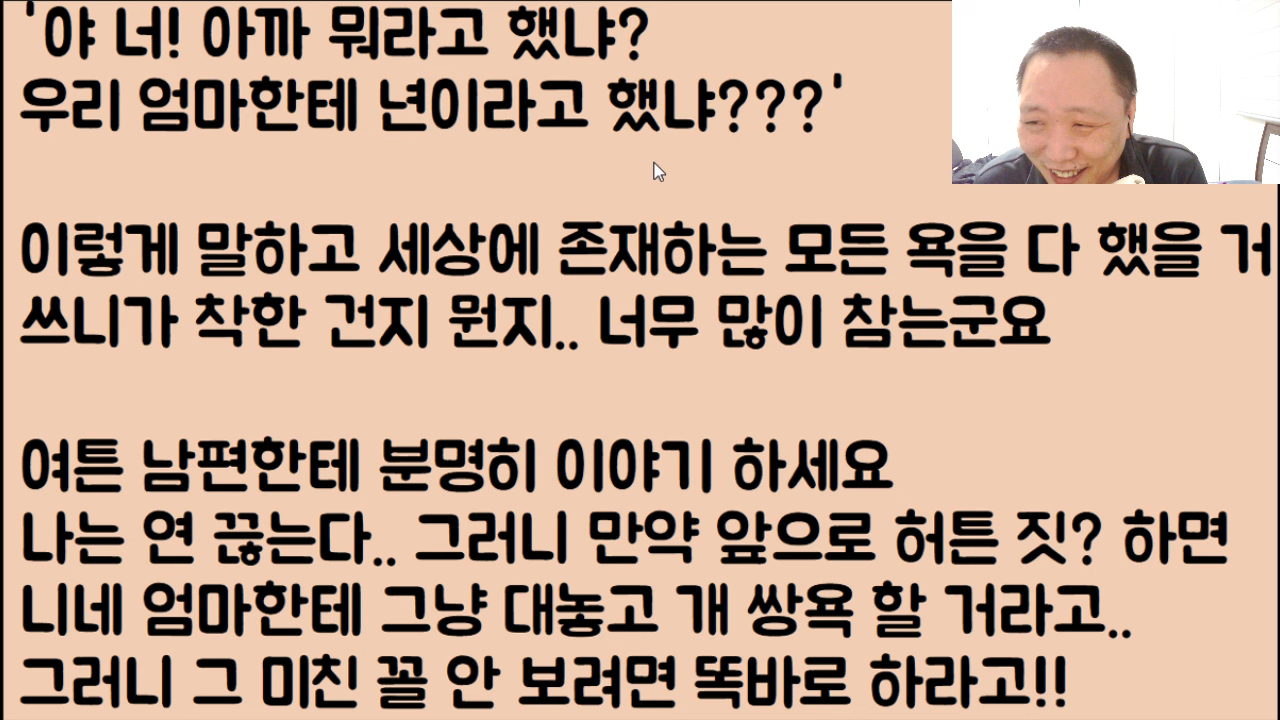 '야 너! 아까 뭐라고 했냐?
우리 엄마한테 년이라고 했냐???'
이렇게 말하고 세상에 존재하는 모든 욕을 다 했을 거
쓰니가 착한 건지 뭔지.. 너무 많이 참는군요
여튼 남편한테 분명히 이야기 하세요
나는 연 끊는다.. 그러니 만약 앞으로 허튼 짓? 하면
니네 엄마한테 그냥 대놓고 개 쌍욕 할 거라고..
그러니 그 미친 꼴 안 보려면 똑바로 하라고!!